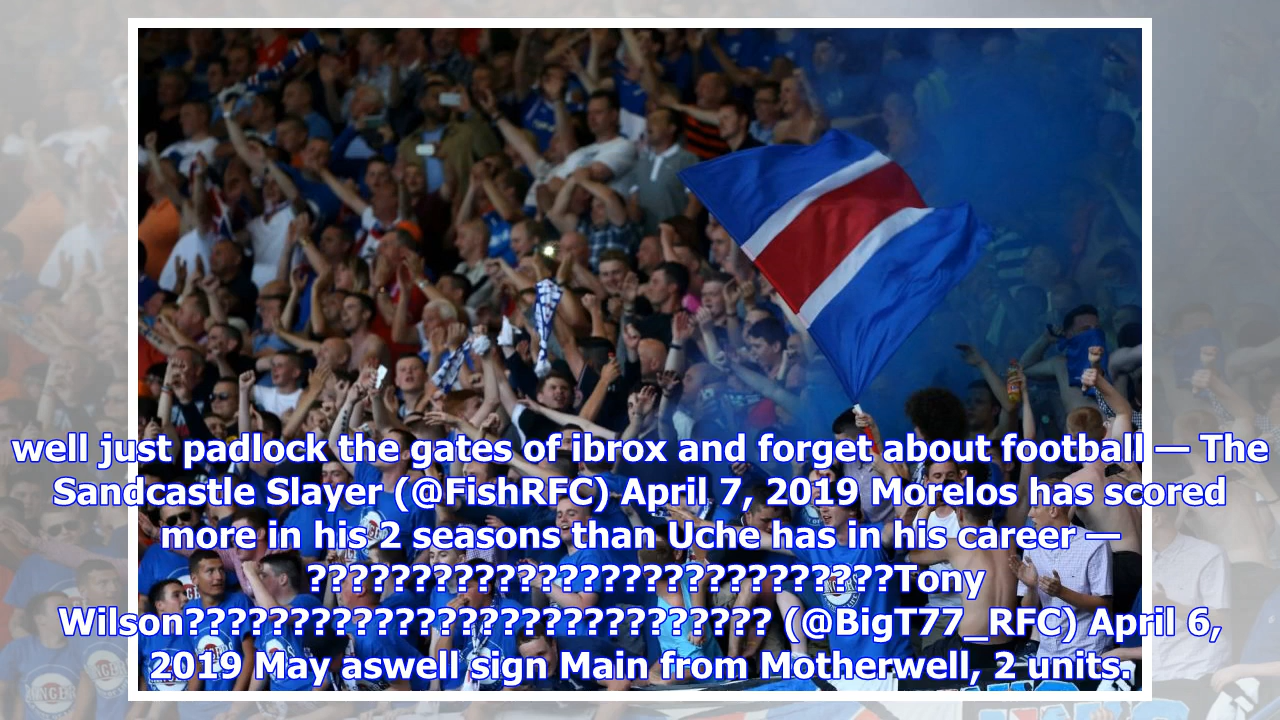 well just padlock the gates of ibrox and forget about football — The
Sandcastle Slayer (@FishRFC) April 7, 2019 Morelos has scored
more in his 2 seasons than Uche has in his career —
????????????????????????????Tony
Wilson???????????????????????????? (@BigT77_RFC) April 6,
2019 May aswell sign Main from Motherwell, 2 units.